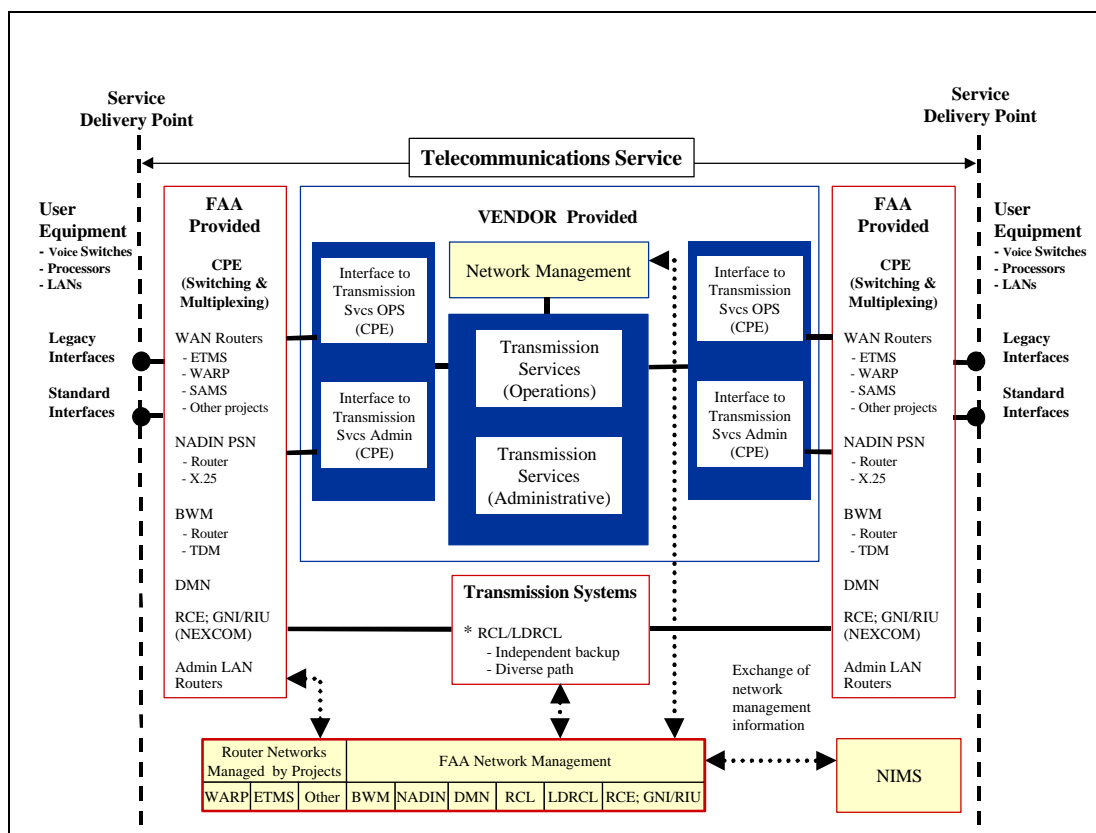 Service
Delivery Point
Service
Delivery Point
Telecommunications Service
User
Equipment
- Voice Switches
- Processors
- LANs
Legacy
Interfaces
Standard
Interfaces
FAA
Provided
CPE
(Switching &
Multiplexing)
WAN Routers
- ETMS
- WARP
- SAMS
- Other projects
NADIN PSN
- Router
- X.25
BWM
- Router
- TDM
DMN
RCE; GNI/RIU
(NEXCOM)
Admin LAN
Routers
VENDOR Provided
Interface to
Transmission
Svcs OPS
(CPE)
Interface to
Transmission
Svcs Admin
(CPE)
Network Management
Transmission
Services
(Operations)
Transmission
Services
(Administrative)
Interface to
Transmission
Svcs OPS
(CPE)
Interface to
Transmission
Svcs Admin
(CPE)
Transmission Systems
* RCL/LDRCL
- Independent backup
- Diverse path
FAA
Provided
CPE
(Switching &
Multiplexing)
WAN Routers
- ETMS
- WARP
- SAMS
- Other projects
NADIN PSN
- Router
- X.25
BWM
- Router
- TDM
DMN
RCE; GNI/RIU
(NEXCOM)
Admin LAN
Routers
User
Equipment
- Voice Switches
- Processors
- LANs
Legacy
Interfaces
Standard
Interfaces
Exchange of
network
management
information
Router Networks
Managed by Projects
FAA Network Management
WARP ETMS Other BWM NADIN DMN RCL LDRCL RCE; GNI/RIU
NIMS